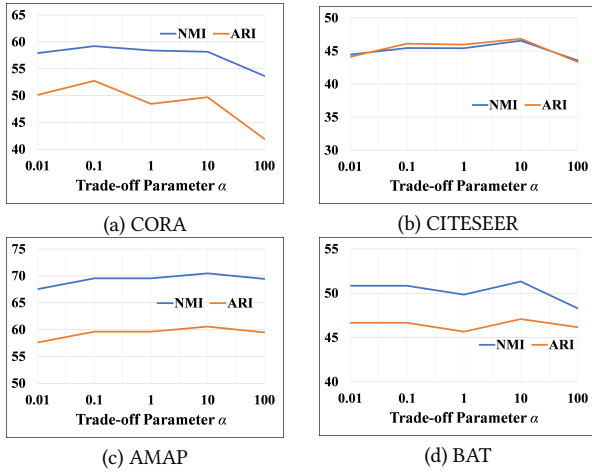 65
60
55
50
45
40
NMI ARI
0.01 0.1 1 10 100
Trade-off Parameter α
(a) CORA
50
45
40
35
30
NMI ARI
0.01 0.1 1 10 100
Trade-off Parameter α
(b) CITESEER
75
70
65
60
55
50
NMI ARI
0.01 0.1 1 10 100
Trade-off Parameter α
(c) AMAP
55
50
45
40
NMI ARI
0.01 0.1 1 10 100
Trade-off Parameter α
(d) BAT